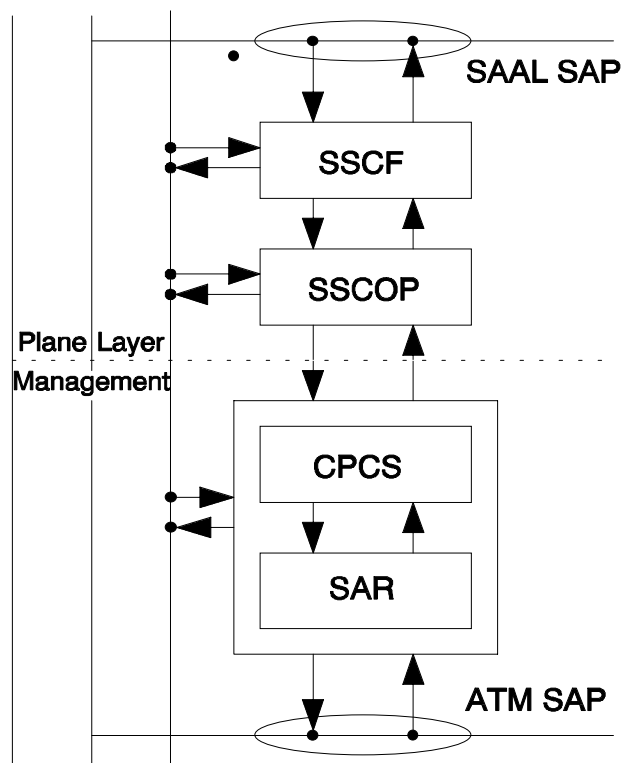 SAAL SAP
SSCF
SSCOP
Plane Layer
Management
CPCS
SAR
ATM SAP